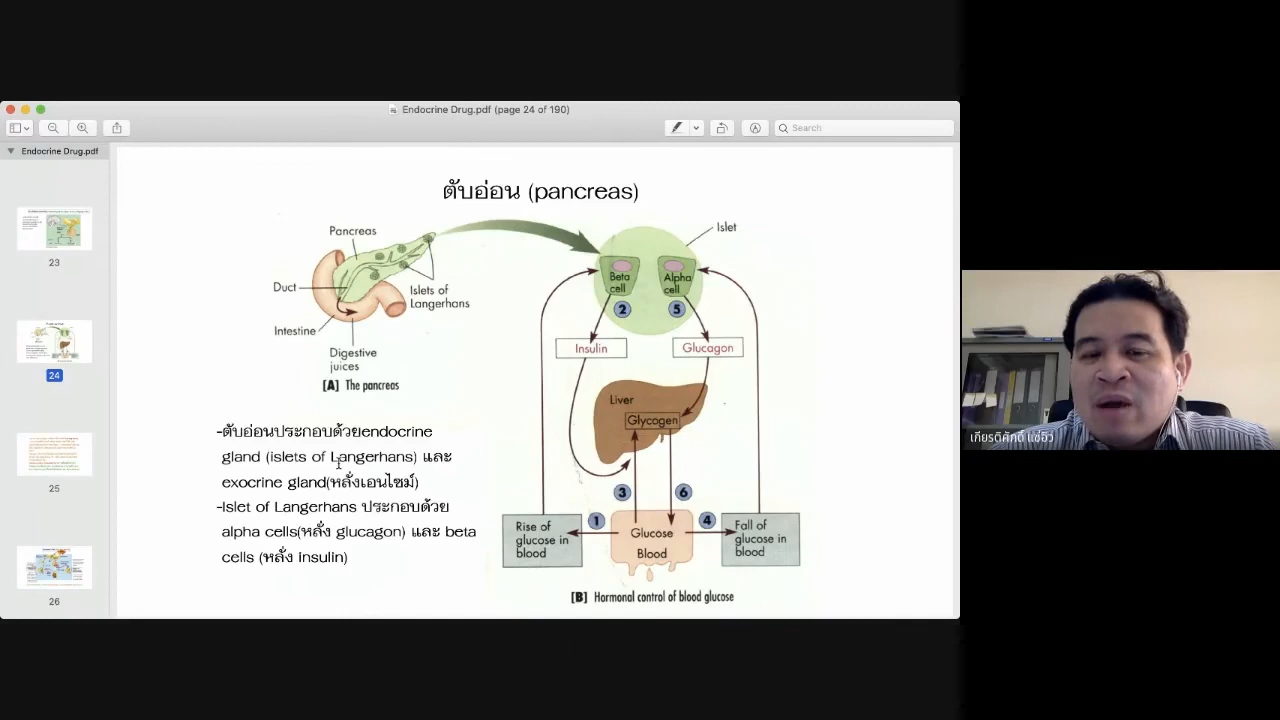 Endocrine Drug.pdf (page 24 of 190)
Search
Endocrine Drug.pdf
23
24
25
26
ตับอ่อน (pancreas)
Pancreas
Duct
Intestine
Islets of
Langerhans
Digestive
juices
[A] The pancreas
-ตับอ่อนประกอบด้วยendocrine
gland (islets of Langerhans) และ
exocrine gland(หลั่งเอนไซม์)
-Islet of Langerhans ประกอบด้วย
alpha cells(หลั่ง glucagon) และ beta
cells (หลั่ง insulin)
Islet
Beta
cell
Alpha
cell
2
5
Insulin
Glucagon
Liver
Glycogen
3
6
1
4
Rise of
glucose in
blood
Glucose
Blood
Fall of
glucose in
blood
[B] Hormonal control of blood glucose
เกียรติศักดิ์ แซ่อิว